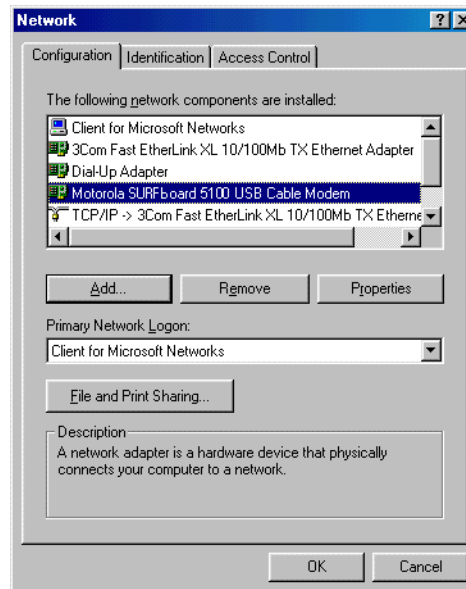 Network
Configuration Identification Access Control
The following network components are installed:
Client for Microsoft Networks
3Com Fast EtherLink XL 10/100Mb TX Ethernet Adapter
Dial-Up Adapter
Motorola SURFboard 5100 USB Cable Modem
TCP/IP -> 3Com Fast EtherLink XL 10/100Mb TX Etherne
Add... Remove Properties
Primary Network Logon:
Client for Microsoft Networks
File and Print Sharing...
Description
A network adapter is a hardware device that physically
connects your computer to a network.
OK Cancel